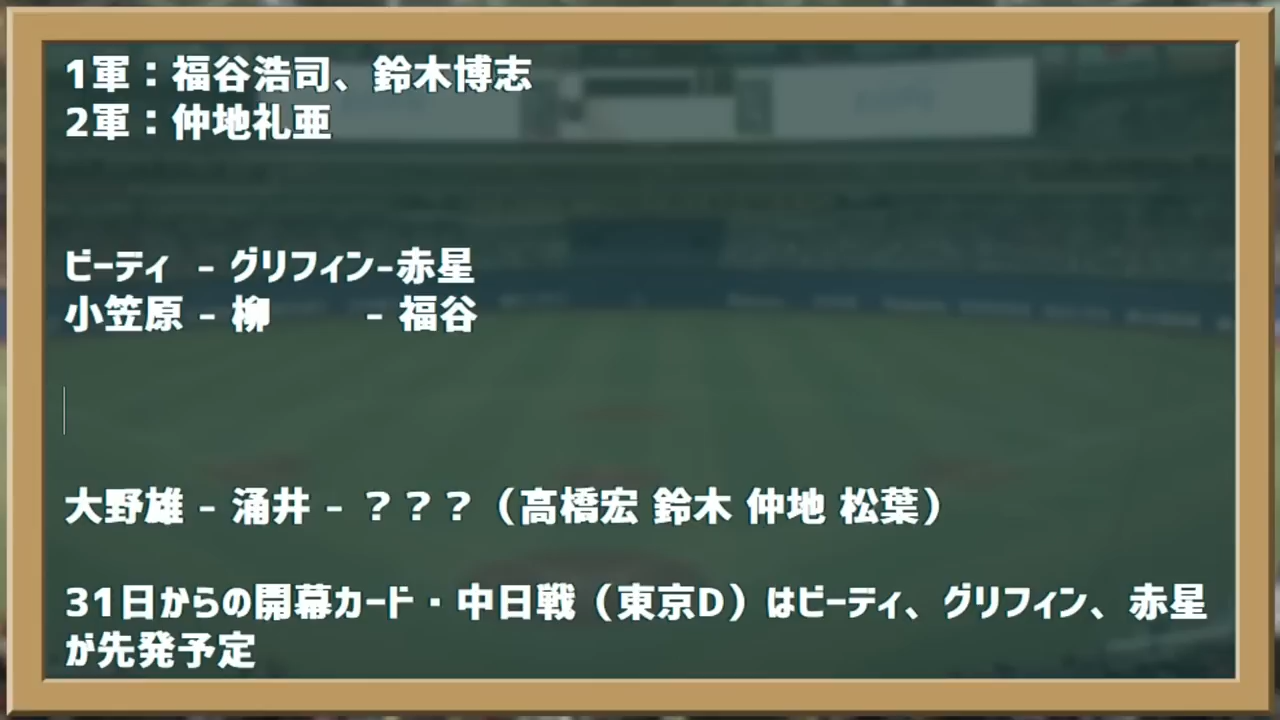 1軍：福谷浩司、鈴木博志
2軍：仲地礼亜
ビーティ － グリフィン－赤星
小笠原 － 柳　　 － 福谷
大野雄 － 涌井 － ？？？（高橋宏 鈴木 仲地 松葉）
31日からの開幕カード・中日戦（東京D）はビーティ、グリフィン、赤星
が先発予定